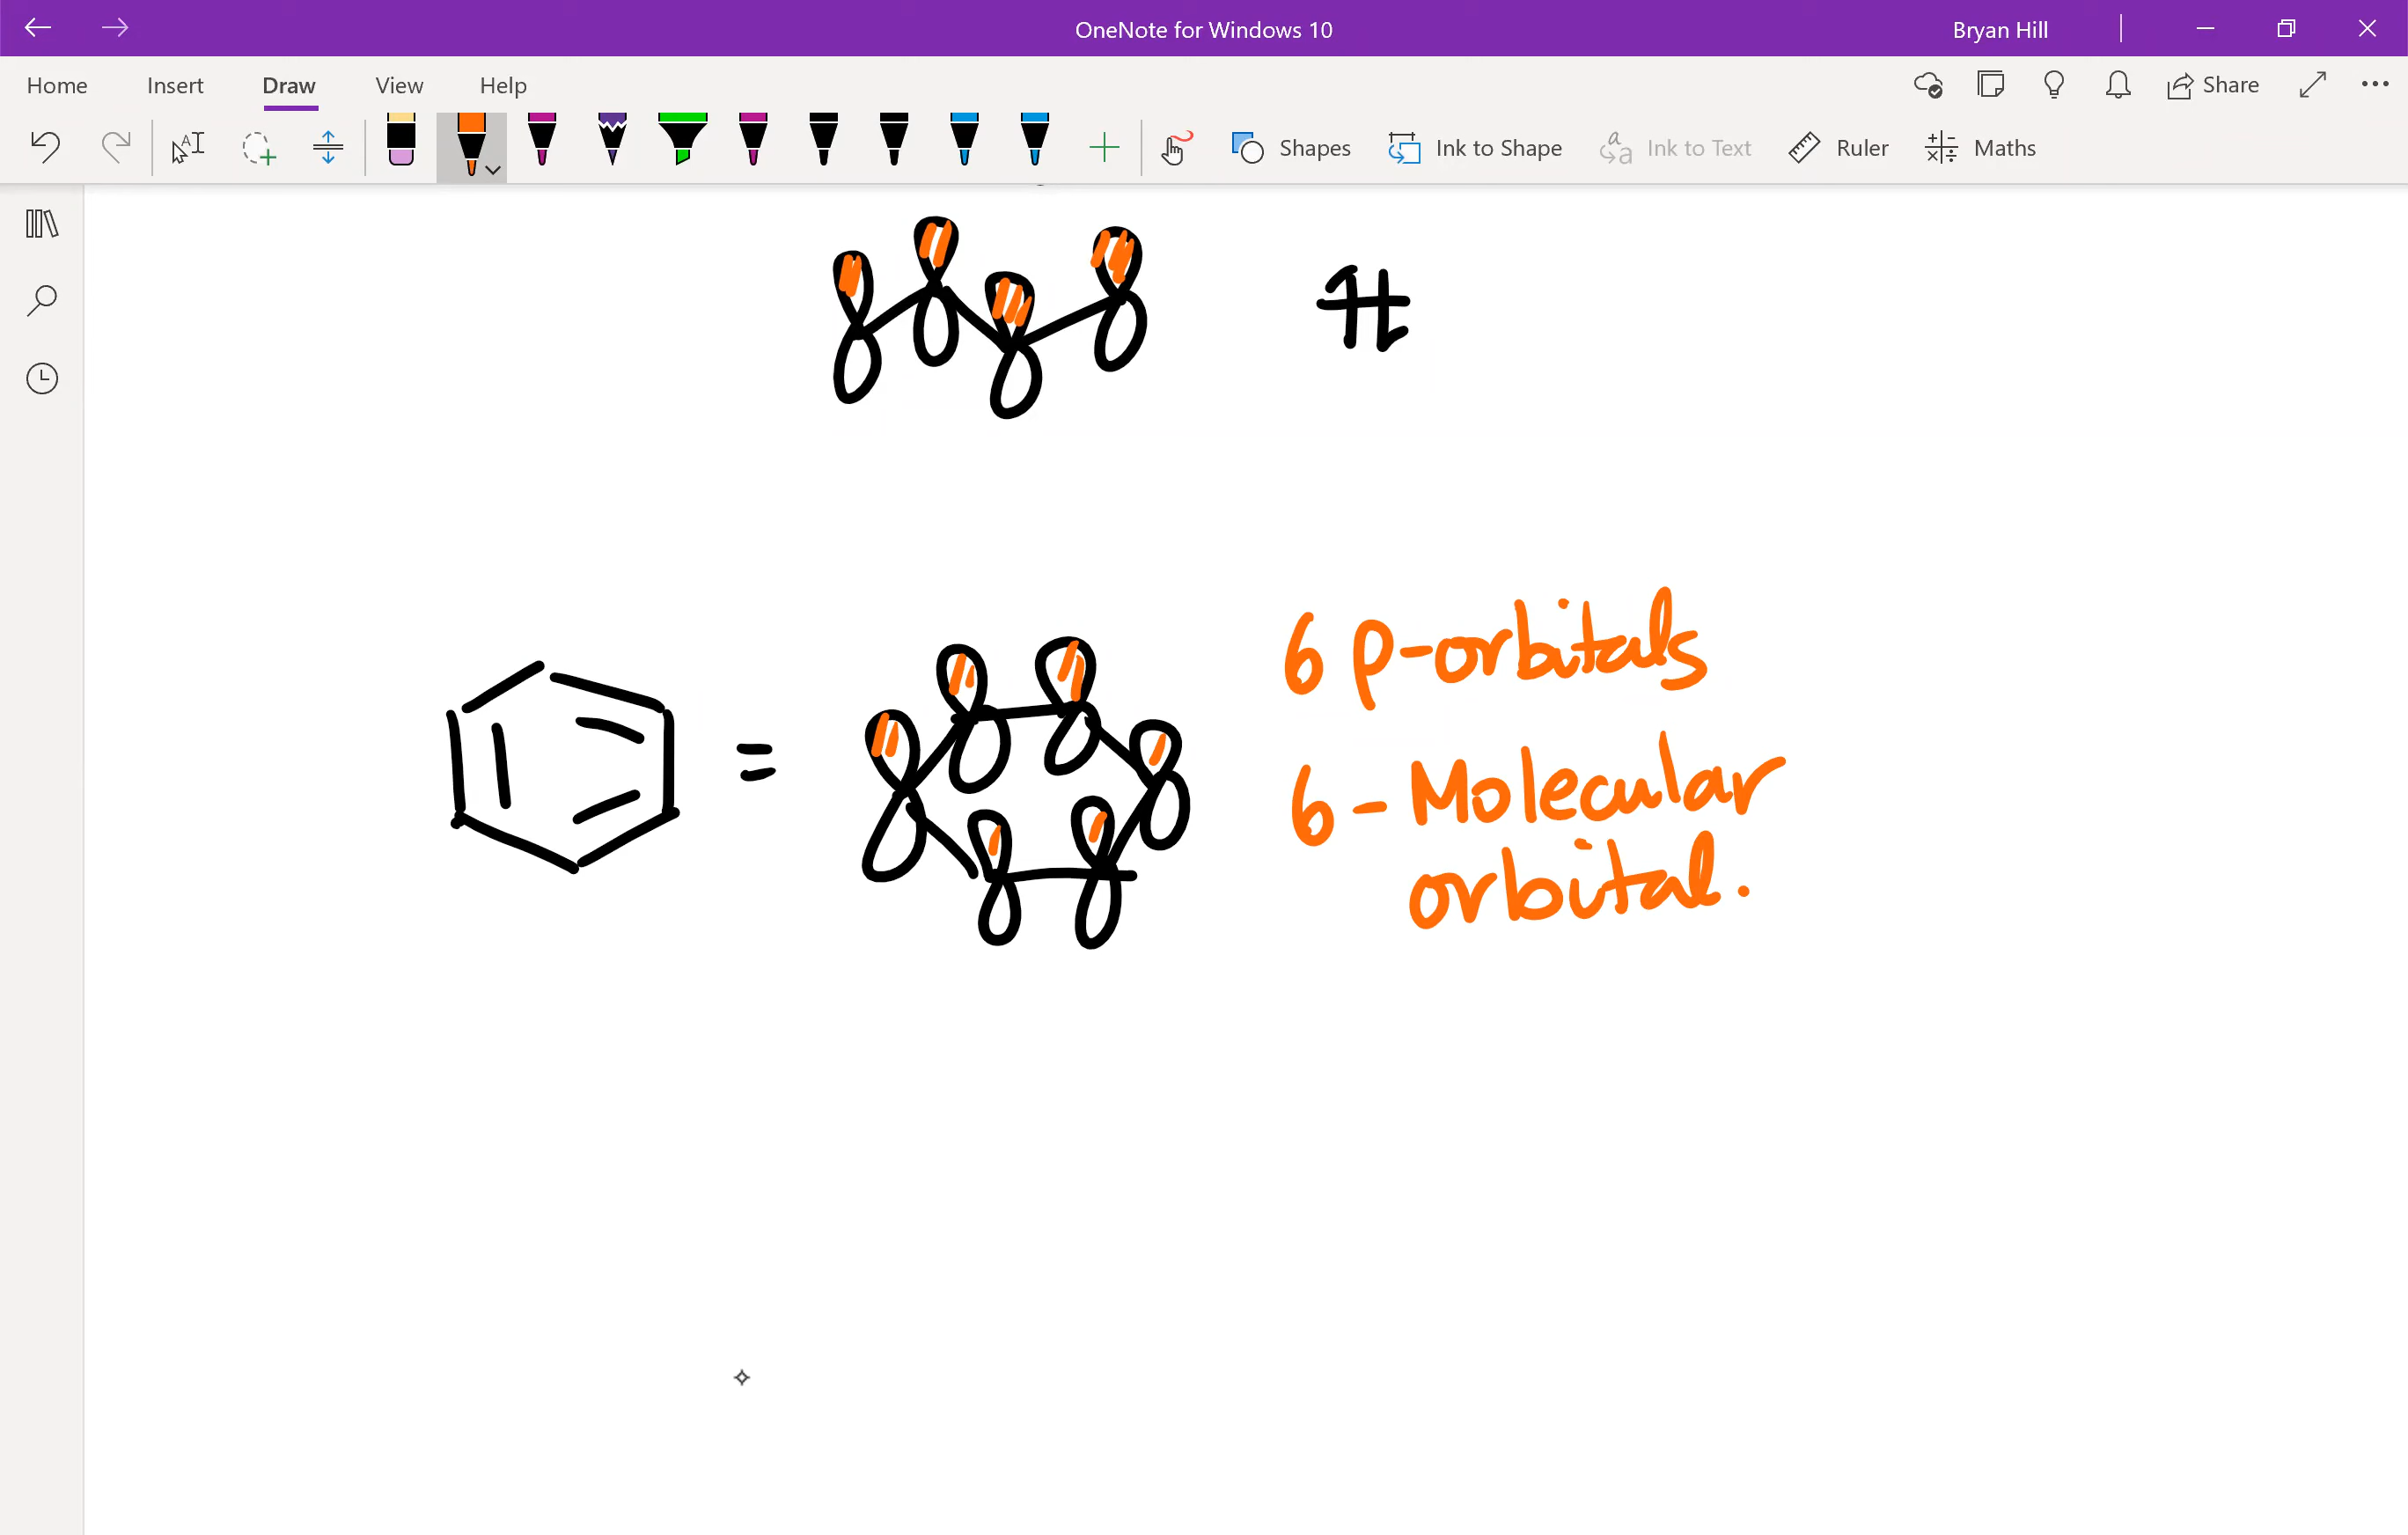 OneNote for Windows 10
Bryan Hill
Home Insert Draw View Help
Share
Shapes Ink to Shape Ink to Text Ruler Maths
=
6 p-orbitals
6 - Molecular
orbital.